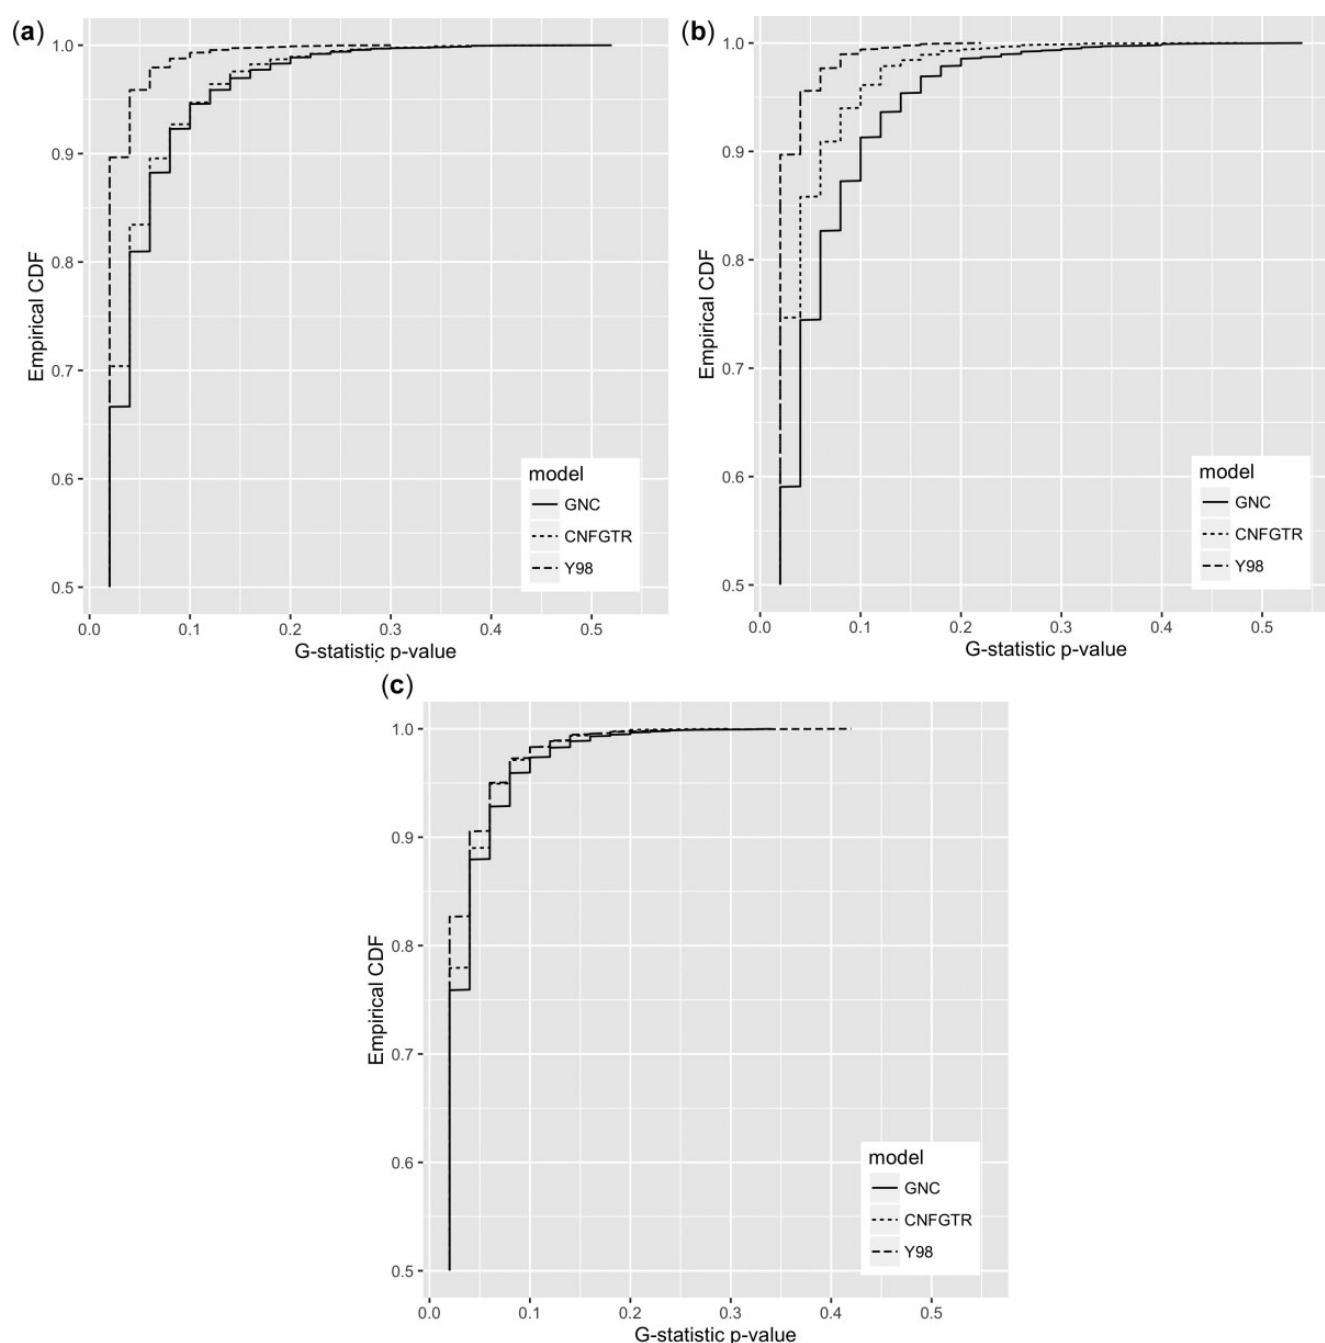 (a)
1.0
0.9
0.8
0.7
0.6
0.5
Empirical CDF
model
GNC
CNFGTR
Y98
0.0 0.1 0.2 0.3 0.4 0.5
G-statistic p-value
(b)
1.0
0.9
0.8
0.7
0.6
0.5
Empirical CDF
model
GNC
CNFGTR
Y98
0.0 0.1 0.2 0.3 0.4 0.5
G-statistic p-value
(c)
1.0
0.9
0.8
0.7
0.6
0.5
Empirical CDF
model
GNC
CNFGTR
Y98
0.0 0.1 0.2 0.3 0.4 0.5
G-statistic p-value